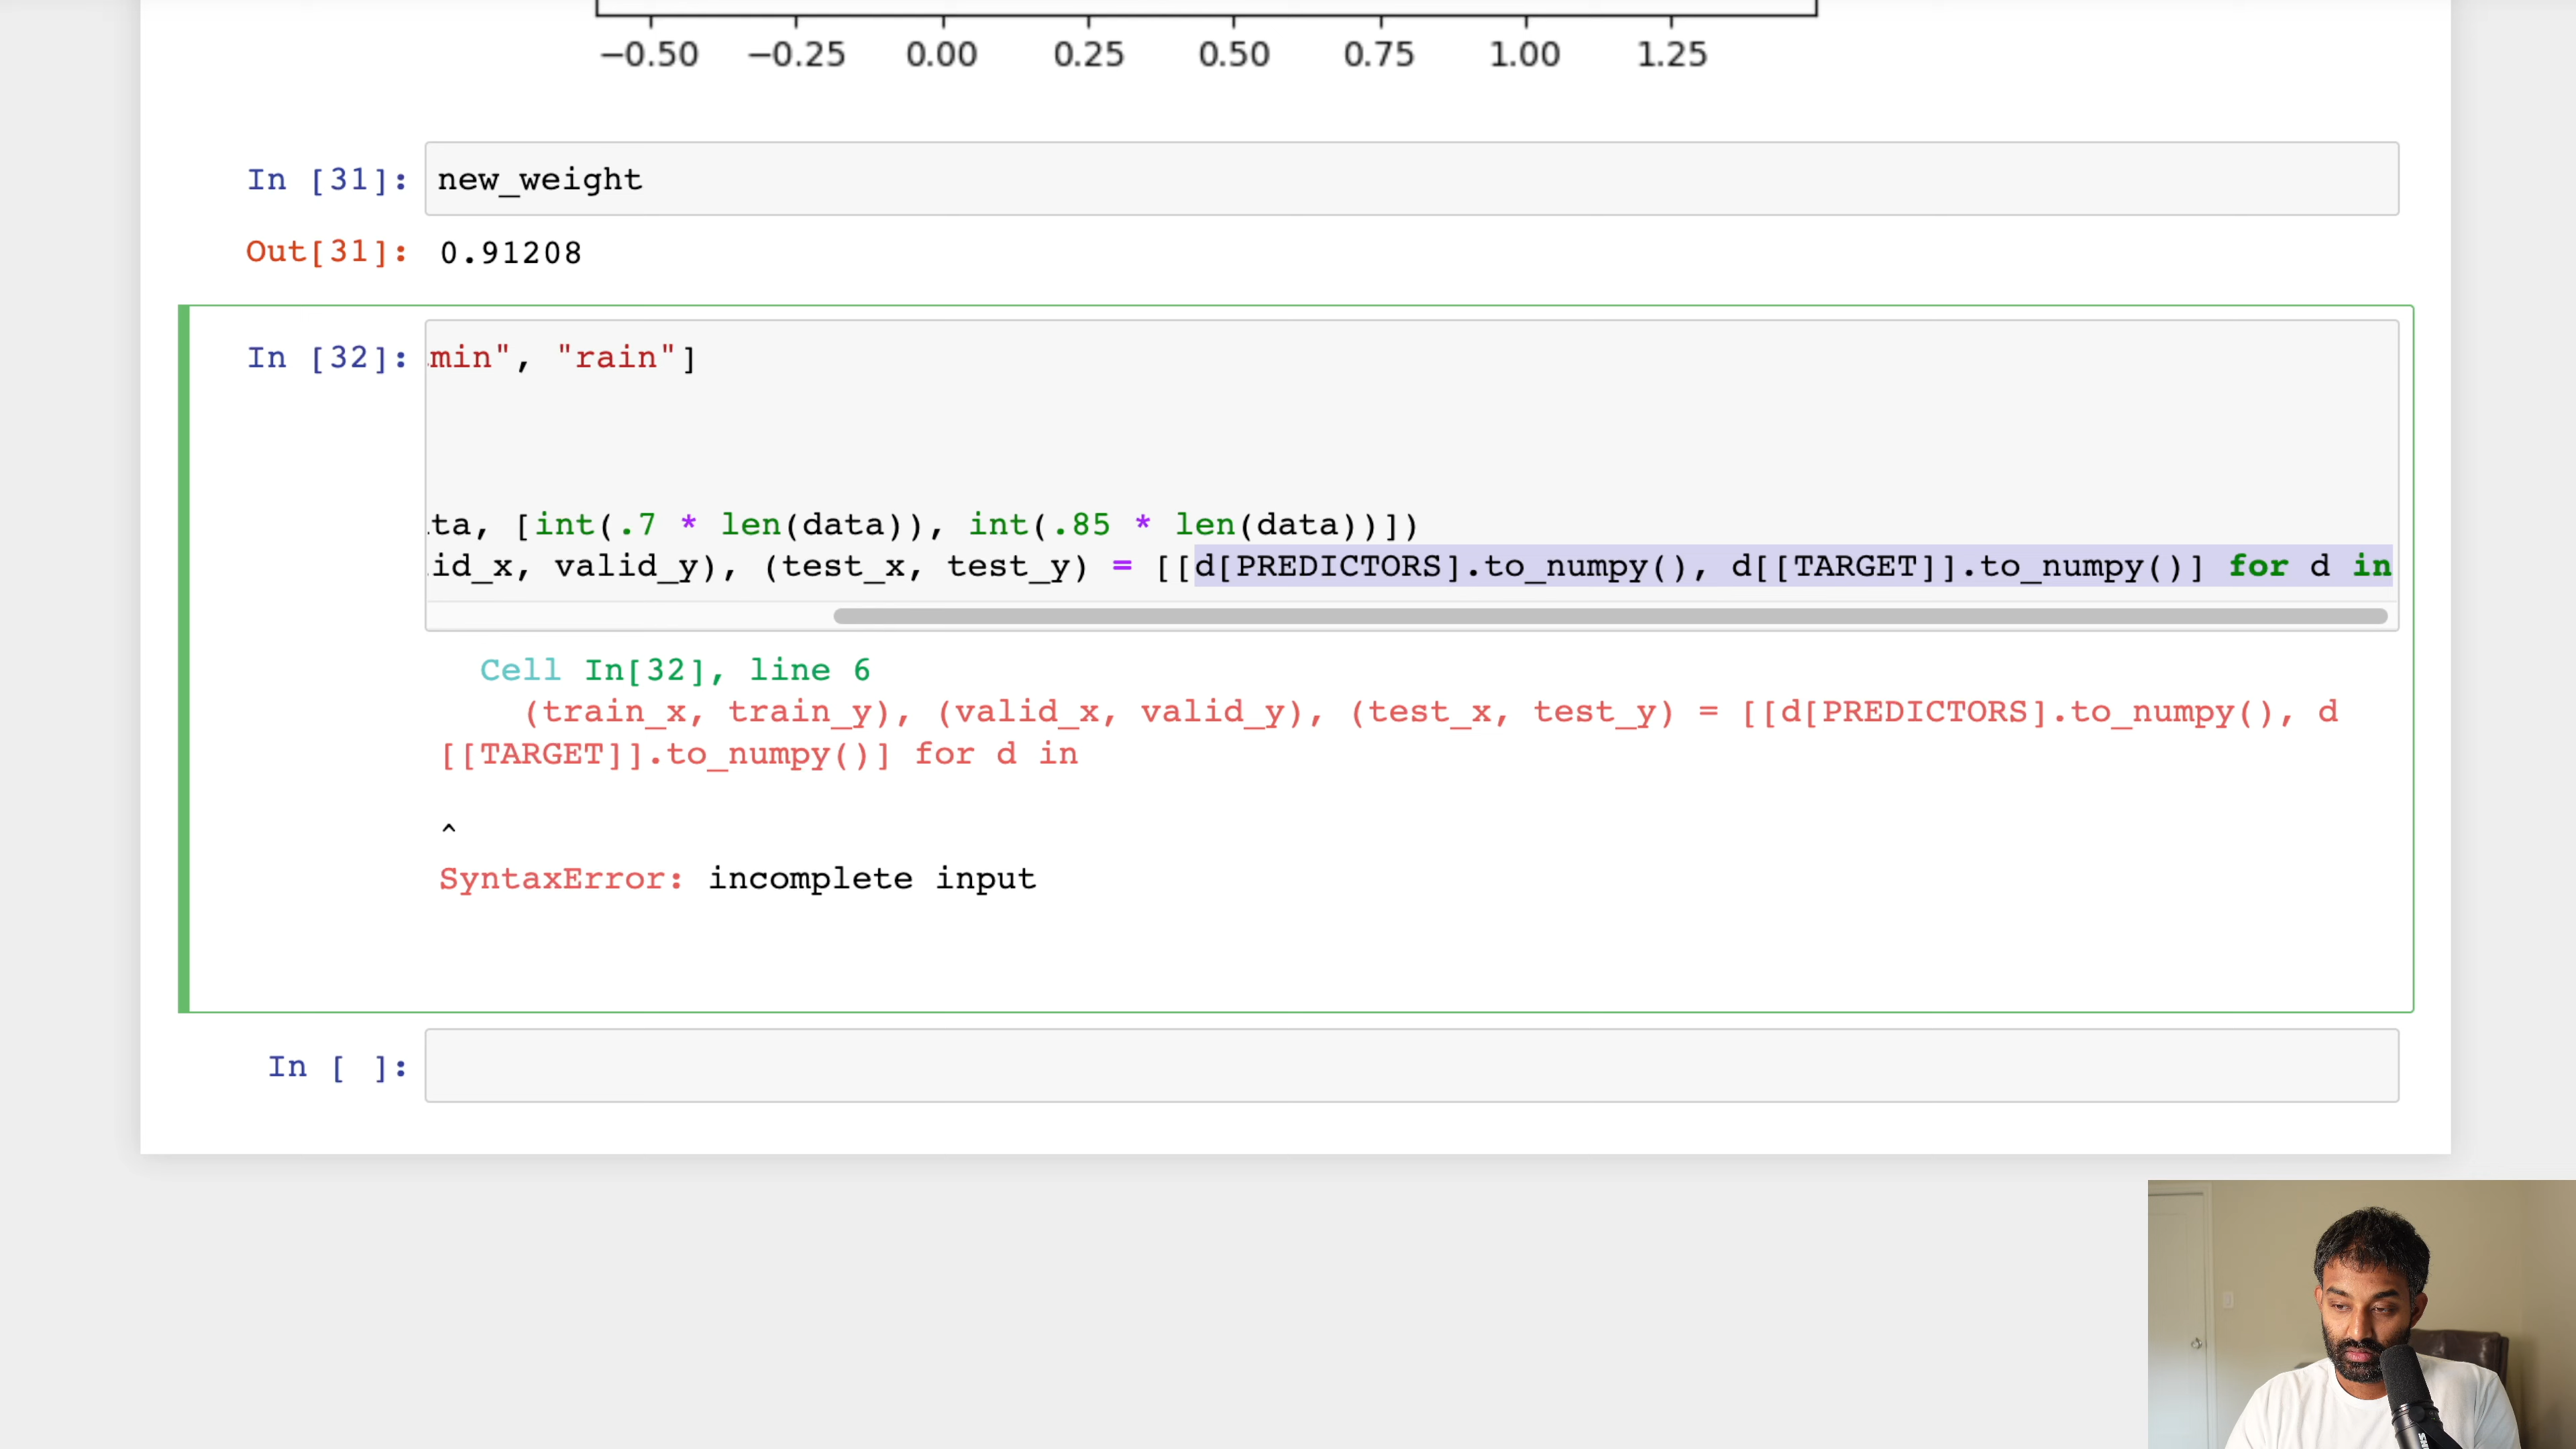 −0.50 −0.25 0.00 0.25 0.50 0.75 1.00 1.25
In [31]: new_weight
Out[31]: 0.91208
In [32]: min", "rain"]
ta, [int(.7 * len(data)), int(.85 * len(data))])
id_x, valid_y), (test_x, test_y) = [[d[PREDICTORS].to_numpy(), d[[TARGET]].to_numpy()] for d in
Cell In[32], line 6
(train_x, train_y), (valid_x, valid_y), (test_x, test_y) = [[d[PREDICTORS].to_numpy(), d
[[TARGET]].to_numpy()] for d in
^
SyntaxError: incomplete input
In [ ]: